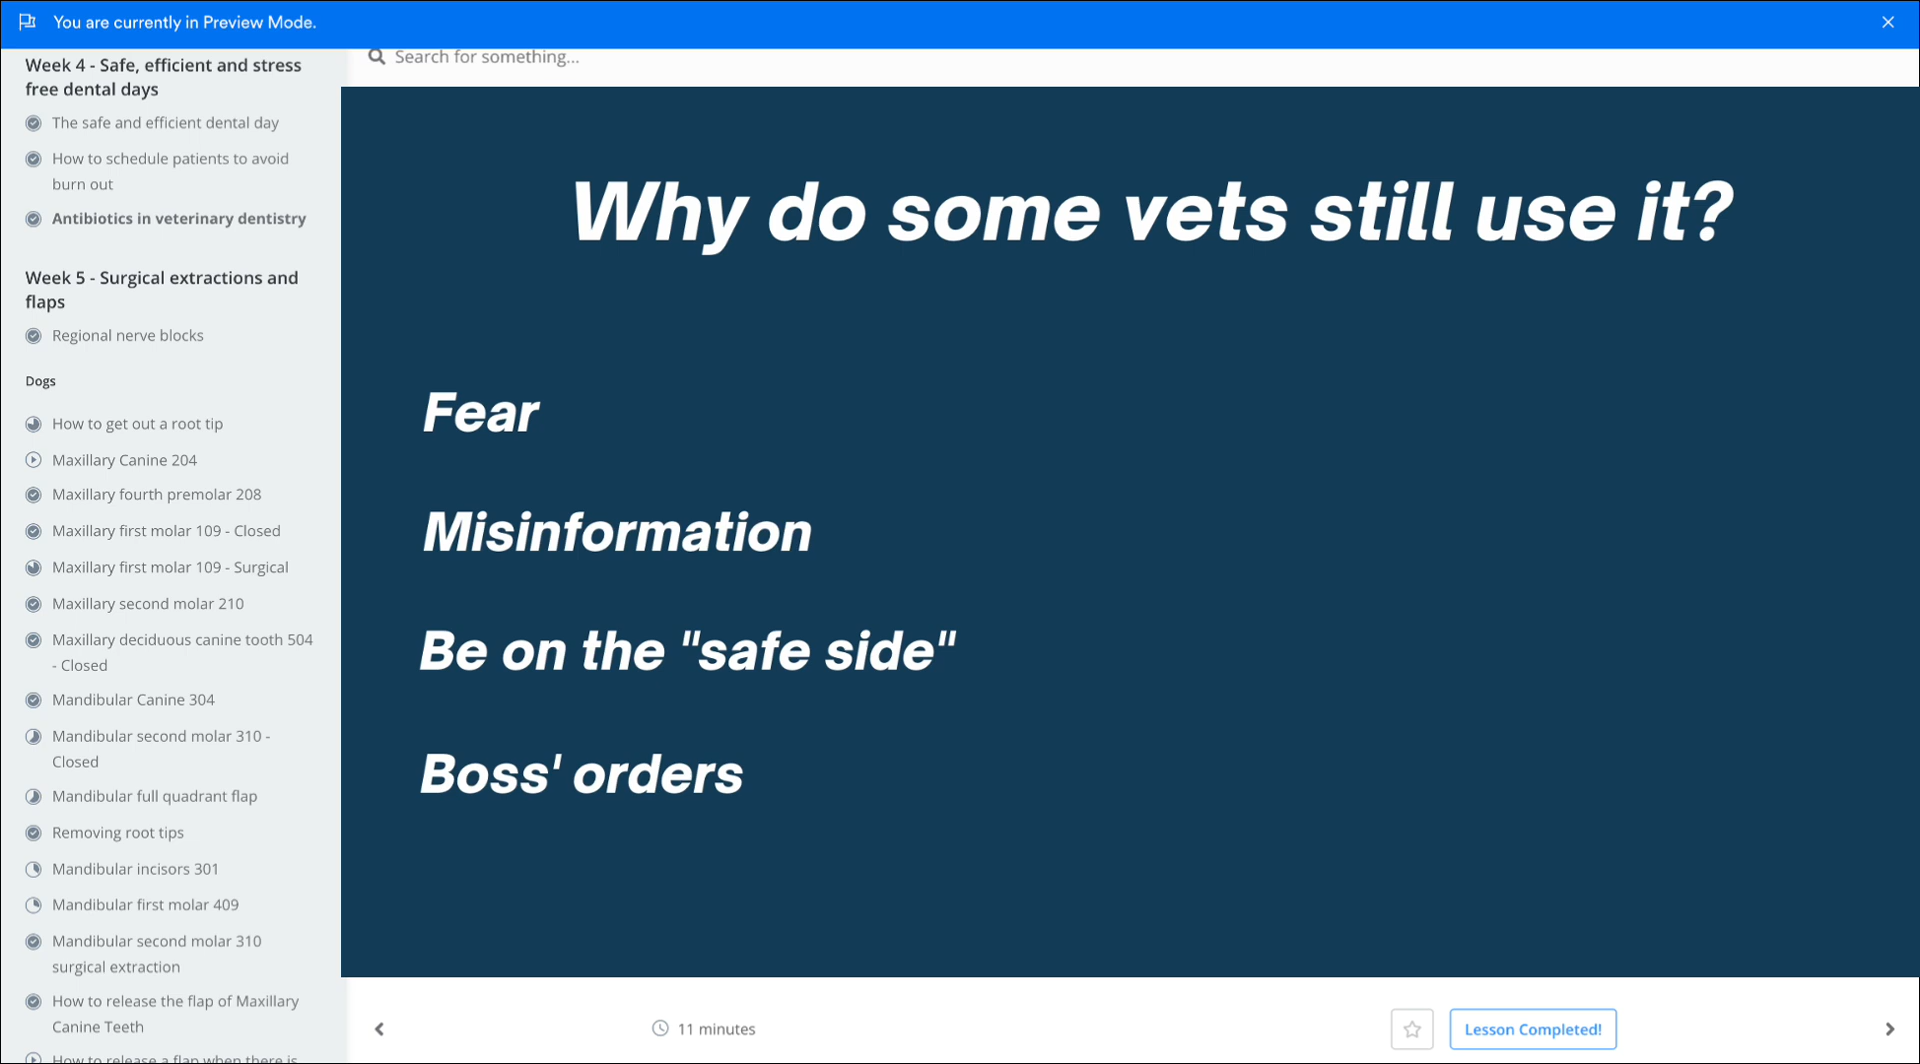 You are currently in Preview Mode.
Search for something...
Week 4 - Safe, efficient and stress
free dental days
The safe and efficient dental day
How to schedule patients to avoid
burn out
Antibiotics in veterinary dentistry
Week 5 - Surgical extractions and
flaps
Regional nerve blocks
Dogs
How to get out a root tip
Maxillary Canine 204
Maxillary fourth premolar 208
Maxillary first molar 109 - Closed
Maxillary first molar 109 - Surgical
Maxillary second molar 210
Maxillary deciduous canine tooth 504
- Closed
Mandibular Canine 304
Mandibular second molar 310 -
Closed
Mandibular full quadrant flap
Removing root tips
Mandibular incisors 301
Mandibular first molar 409
Mandibular second molar 310
surgical extraction
How to release the flap of Maxillary
Canine Teeth
How to release a flap when there is
Why do some vets still use it?
Fear
Misinformation
Be on the "safe side"
Boss' orders
11 minutes
Lesson Completed!